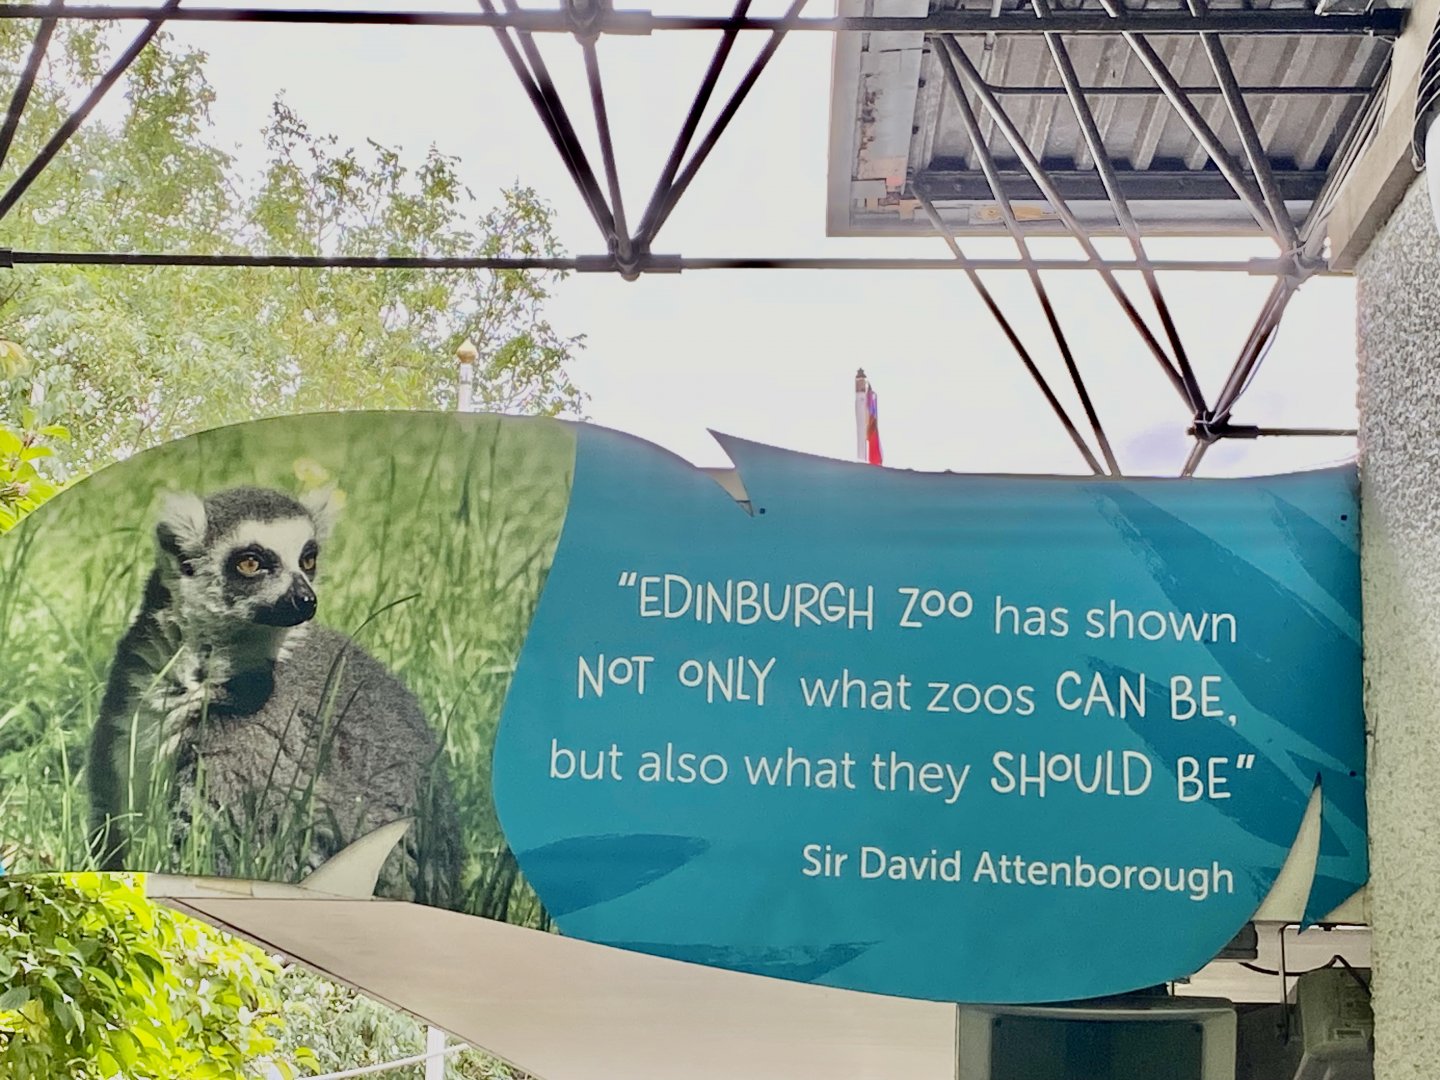 “EDINBURGH ZOO has shown
NOT ONLY what zoos CAN BE,
but also what they SHOULD BE”
Sir David Attenborough